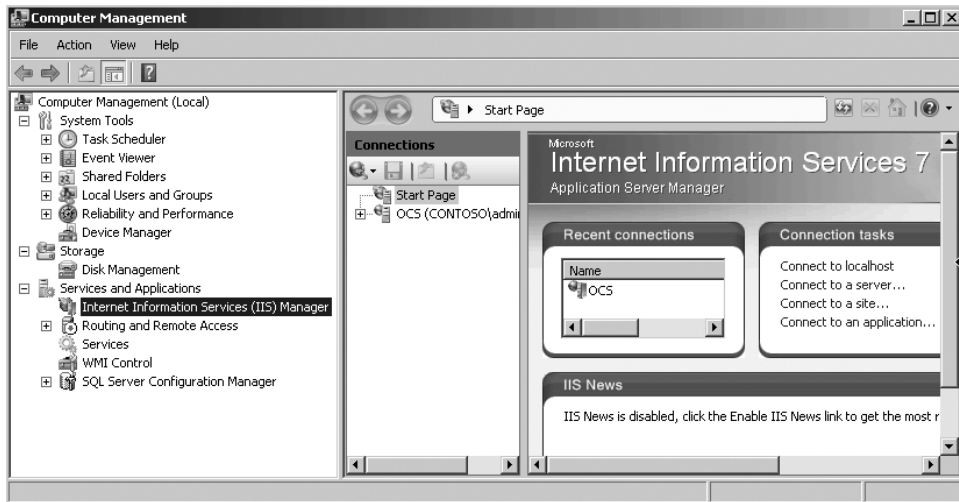 Computer Management
File Action View Help
Computer Management (Local)
System Tools
Task Scheduler
Event Viewer
Shared Folders
Local Users and Groups
Reliability and Performance
Device Manager
Storage
Disk Management
Services and Applications
Internet Information Services (IIS) Manager
Routing and Remote Access
Services
WMI Control
SQL Server Configuration Manager
Start Page
Connections
Start Page
OCS (CONTOSO\admi
Microsoft
Internet Information Services 7
Application Server Manager
Recent connections
Name
OCS
Connection tasks
Connect to localhost
Connect to a server...
Connect to a site...
Connect to an application...
IIS News
IIS News is disabled, click the Enable IIS News link to get the most r